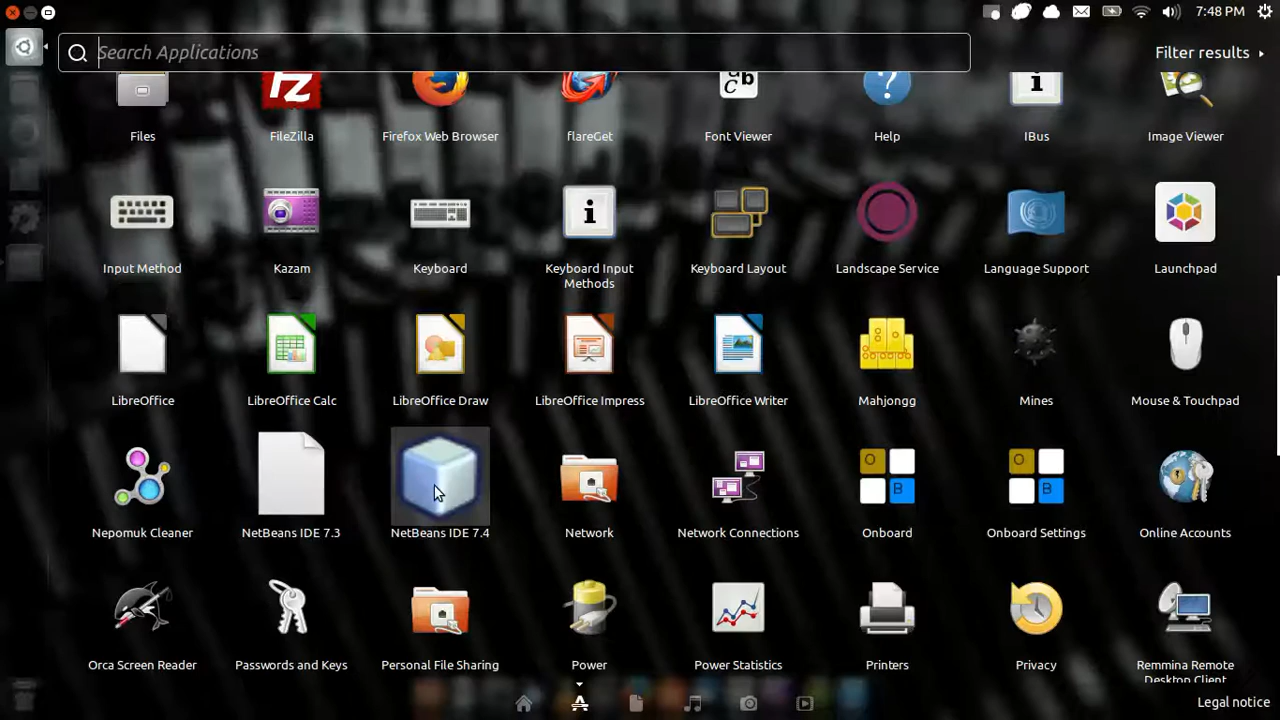 7:48 PM
Search Applications
Filter results
FZ
abc
Files
FileZilla
Firefox Web Browser
flareGet
Font Viewer
Help
IBus
Image Viewer
Input Method
Kazam
Keyboard
Keyboard Input
Methods
Keyboard Layout
Landscape Service
Language Support
Launchpad
LibreOffice
LibreOffice Calc
LibreOffice Draw
LibreOffice Impress
LibreOffice Writer
Mahjongg
Mines
Mouse & Touchpad
O
B
O
B
Nepomuk Cleaner
NetBeans IDE 7.3
NetBeans IDE 7.4
Network
Network Connections
Onboard
Onboard Settings
Online Accounts
Orca Screen Reader
Passwords and Keys
Personal File Sharing
Power
Power Statistics
Printers
Privacy
Remmina Remote
Desktop Client
Legal notice